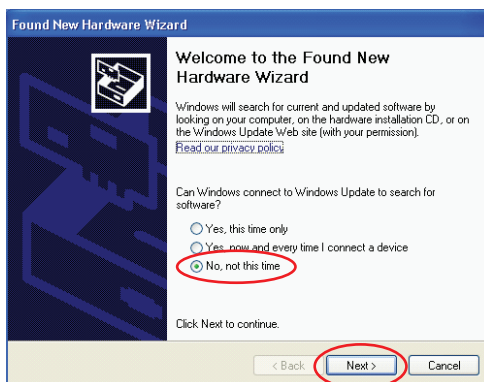 Found New Hardware Wizard
Welcome to the Found New
Hardware Wizard
Windows will search for current and updated software by
looking on your computer, on the hardware installation CD, or on
the Windows Update Web site (with your permission).
Read our privacy policy
Can Windows connect to Windows Update to search for
software?
Yes, this time only
Yes, now and every time I connect a device
No, not this time
Click Next to continue.
< Back Next > Cancel